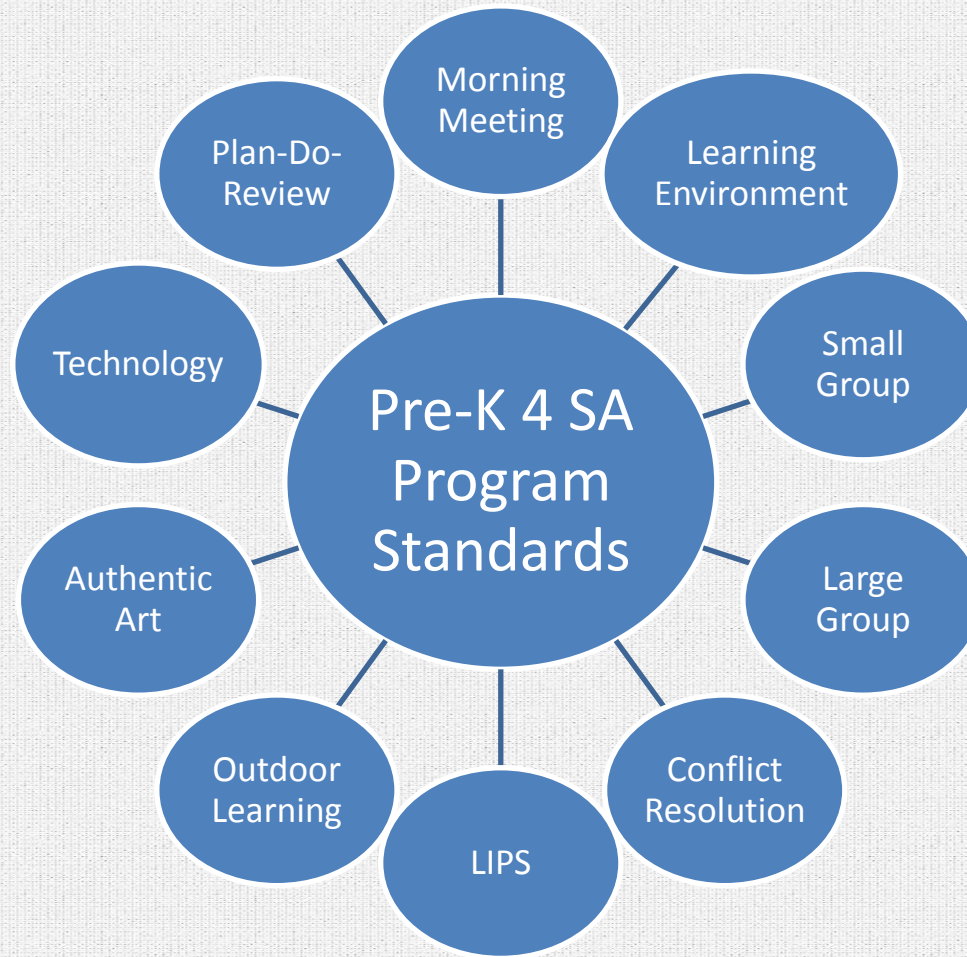 Morning
Meeting
Learning
Environment
Small
Group
Large
Group
Conflict
Resolution
LIPS
Outdoor
Learning
Authentic
Art
Technology
Plan-Do-
Review
Pre-K 4 SA
Program
Standards